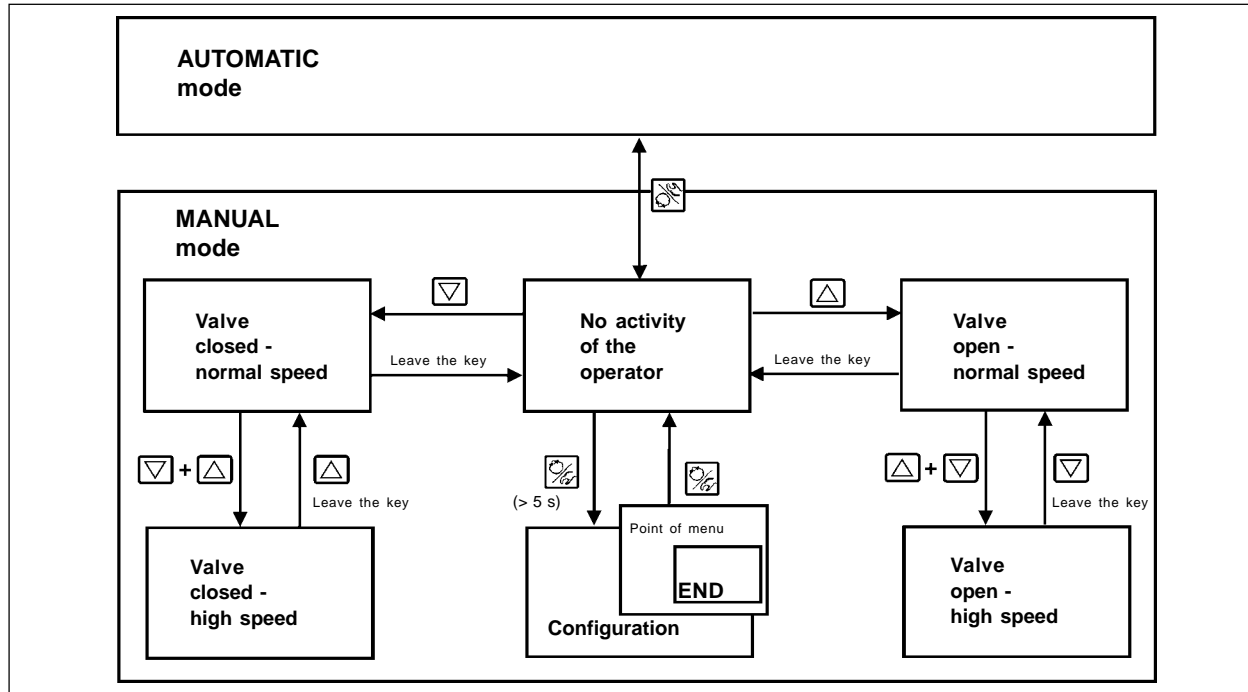 AUTOMATIC
mode
MANUAL
mode
Valve
closed -
normal speed
Leave the key
No activity
of the
operator
Leave the key
Valve
open -
normal speed
+
Leave the key
(> 5 s)
+
Leave the key
Valve
closed -
high speed
Point of menu
END
Configuration
Valve
open -
high speed